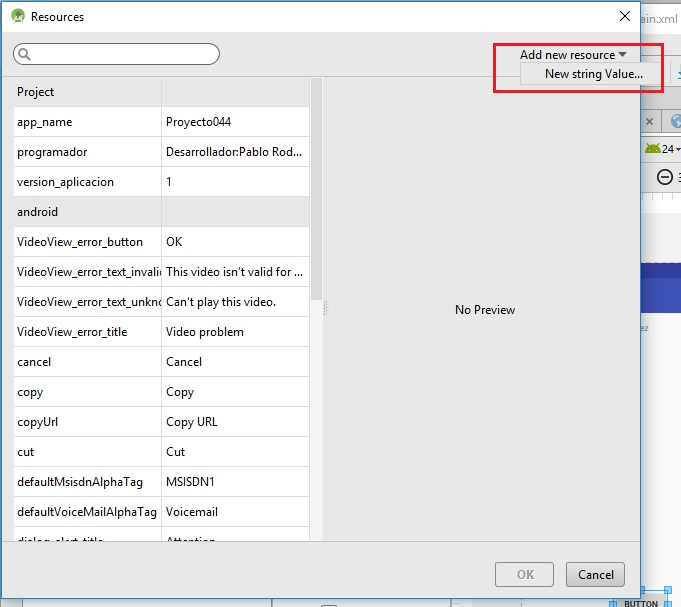 Resources
ain.xml
Add new resource
New string Value...
Project
app_name Proyecto044
programador Desarrollador:Pablo Rod...
version_aplicacion 1
android
VideoView_error_button OK
VideoView_error_text_invalid This video isn't valid for ...
VideoView_error_text_unkno Can't play this video.
VideoView_error_title Video problem
cancel Cancel
copy Copy
copyUrl Copy URL
cut Cut
defaultMsisdnAlphaTag MSISDN1
defaultVoiceMailAlphaTag Voicemail
dialog_alert_title Attention
No Preview
24
3
ez
OK
Cancel
BUTTON